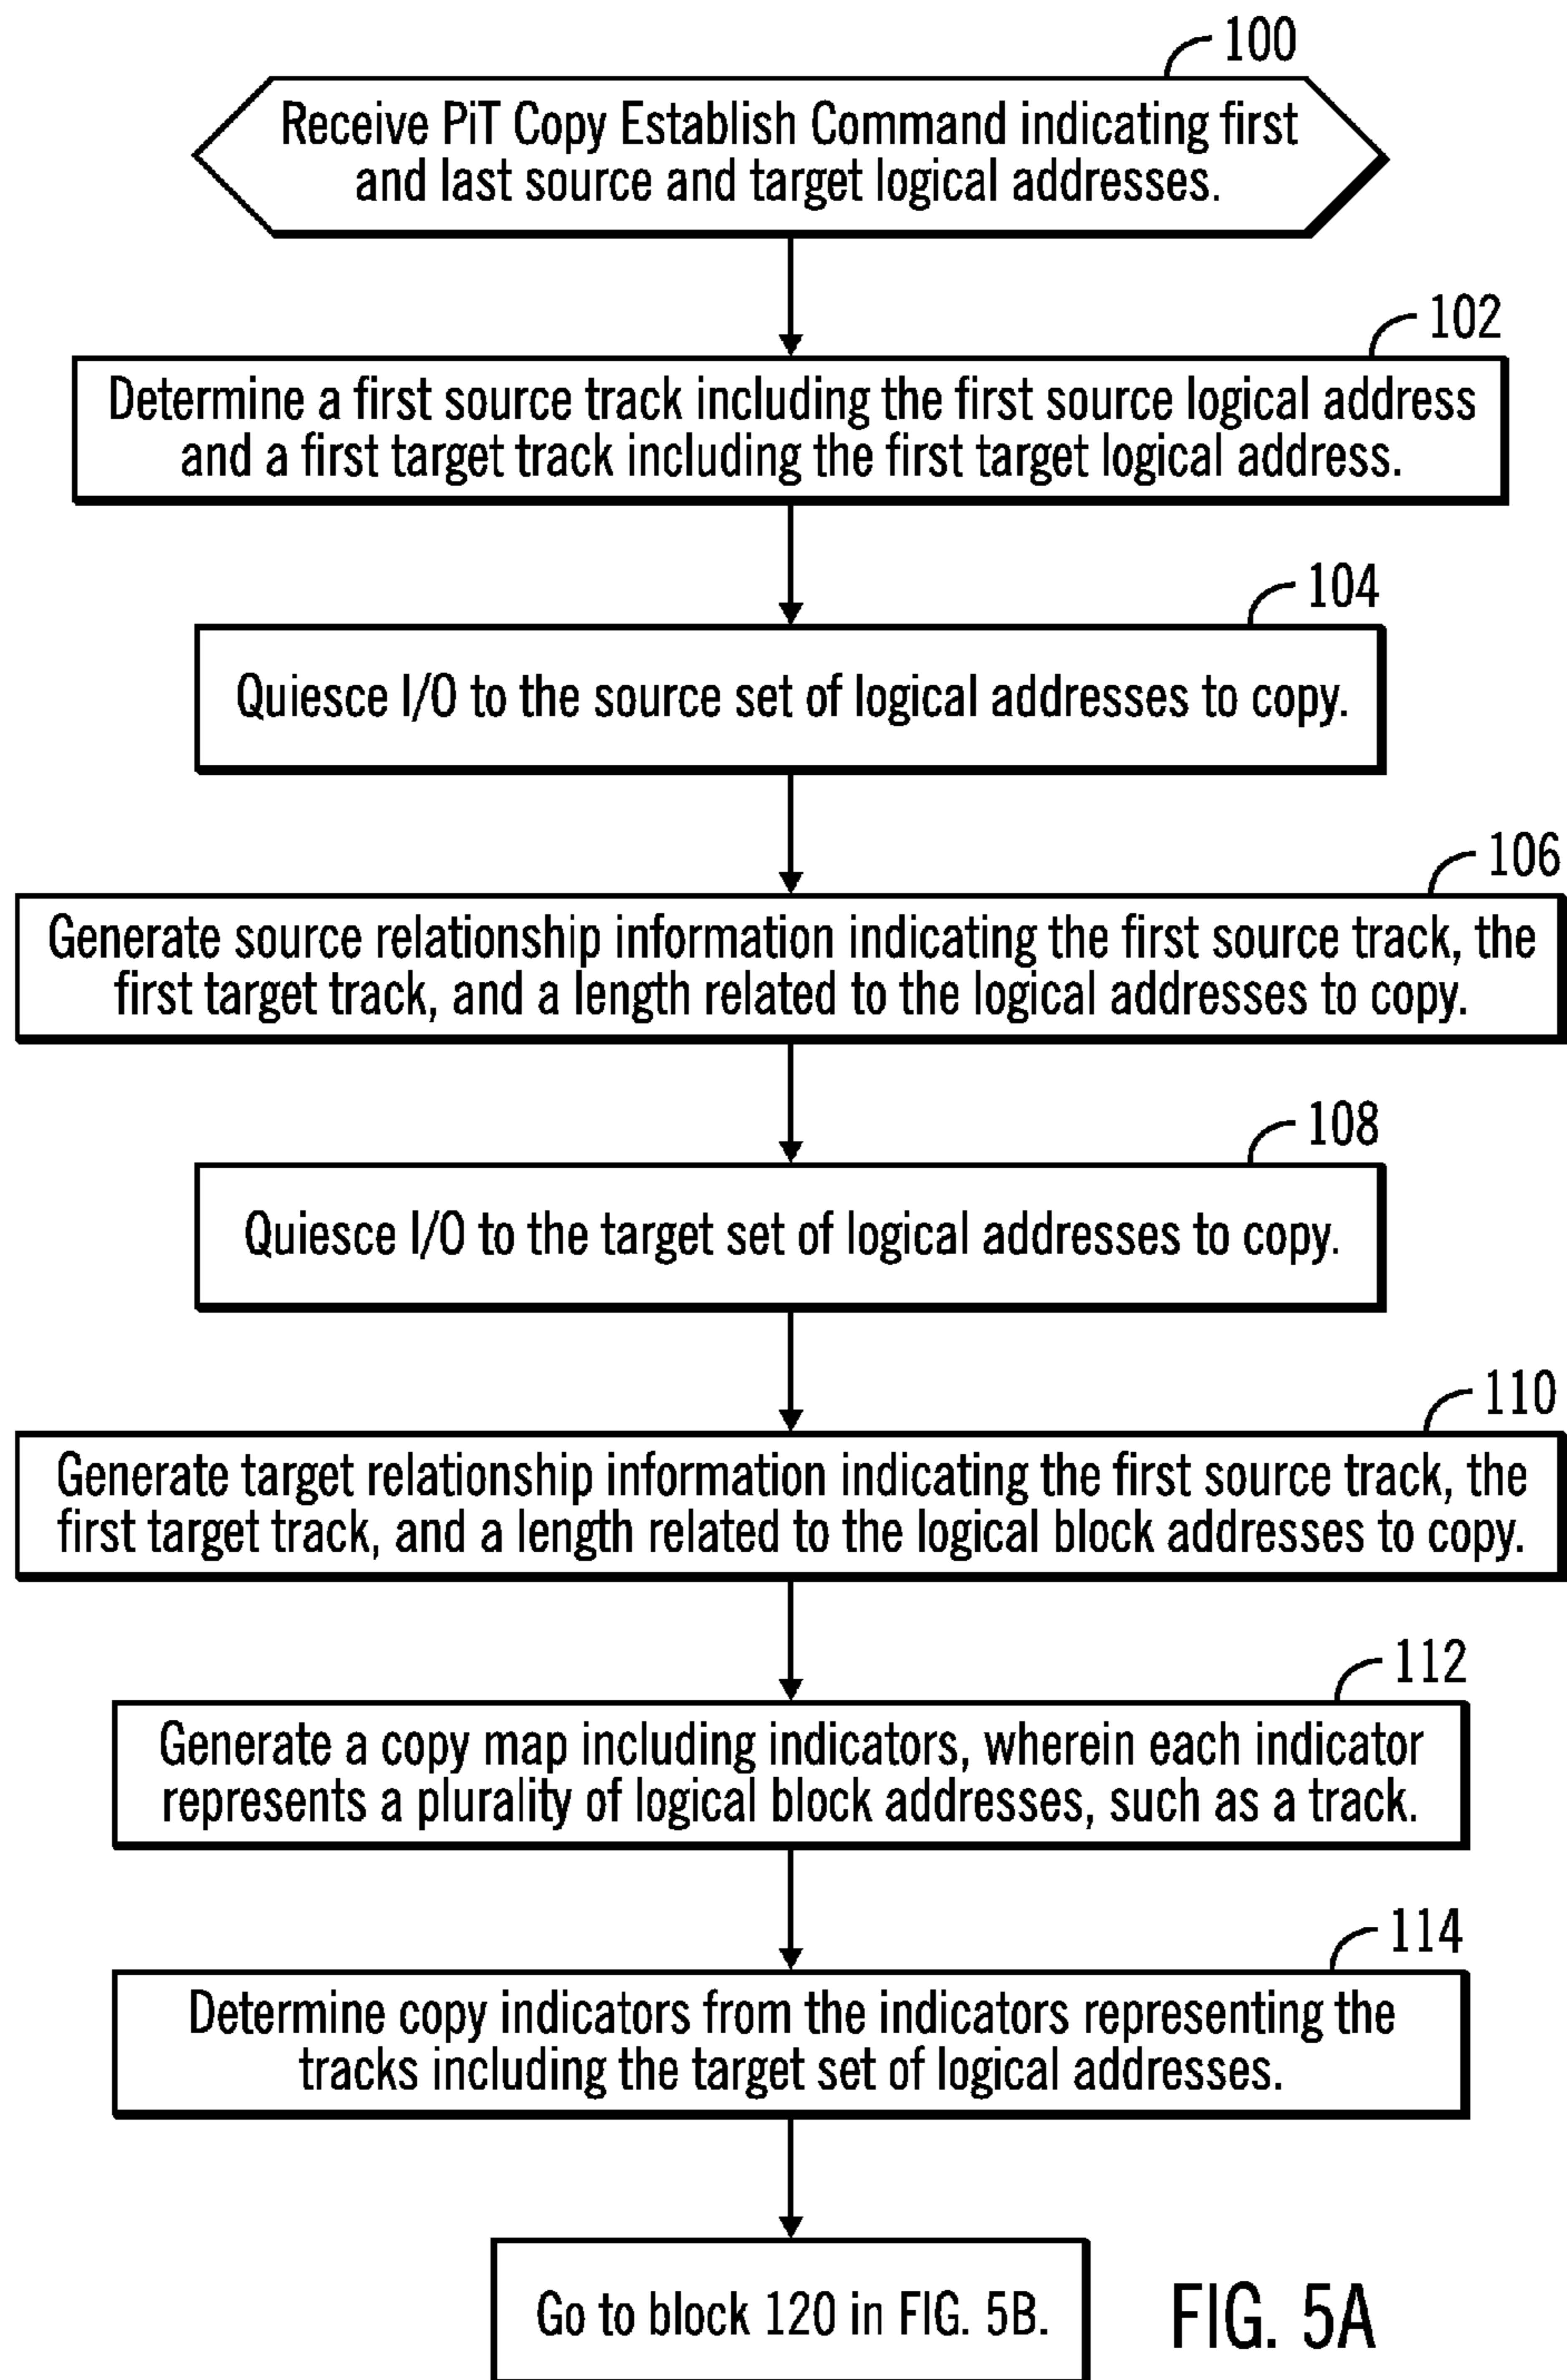 100
Receive PiT Copy Establish Command indicating first
and last source and target logical addresses.
102
Determine a first source track including the first source logical address
and a first target track including the first target logical address.
104
Quiesce I/O to the source set of logical addresses to copy.
106
Generate source relationship information indicating the first source track, the
first target track, and a length related to the logical addresses to copy.
108
Quiesce I/O to the target set of logical addresses to copy.
110
Generate target relationship information indicating the first source track, the
first target track, and a length related to the logical block addresses to copy.
112
Generate a copy map including indicators, wherein each indicator
represents a plurality of logical block addresses, such as a track.
114
Determine copy indicators from the indicators representing the
tracks including the target set of logical addresses.
Go to block 120 in FIG. 5B.
FIG. 5A